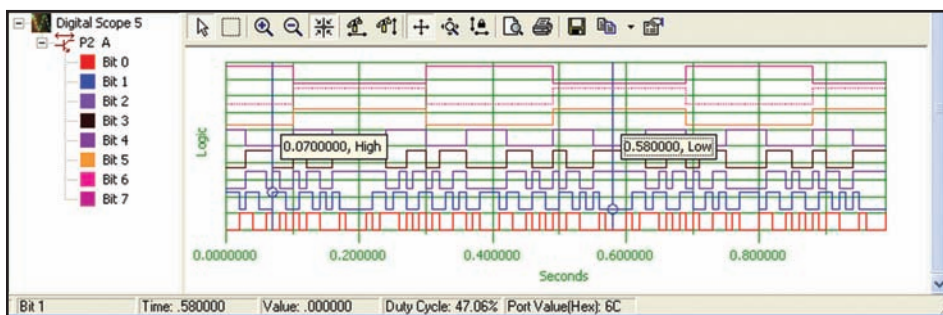 Digital Scope 5
P2 A
Bit 0
Bit 1
Bit 2
Bit 3
Bit 4
Bit 5
Bit 6
Bit 7
Logic
0.0700000, High
0.580000, Low
0.0000000
0.200000
0.400000
0.600000
0.800000
Seconds
Bit 1
Time: .580000
Value: .000000
Duty Cycle: 47.06%
Port Value(Hex): 6C